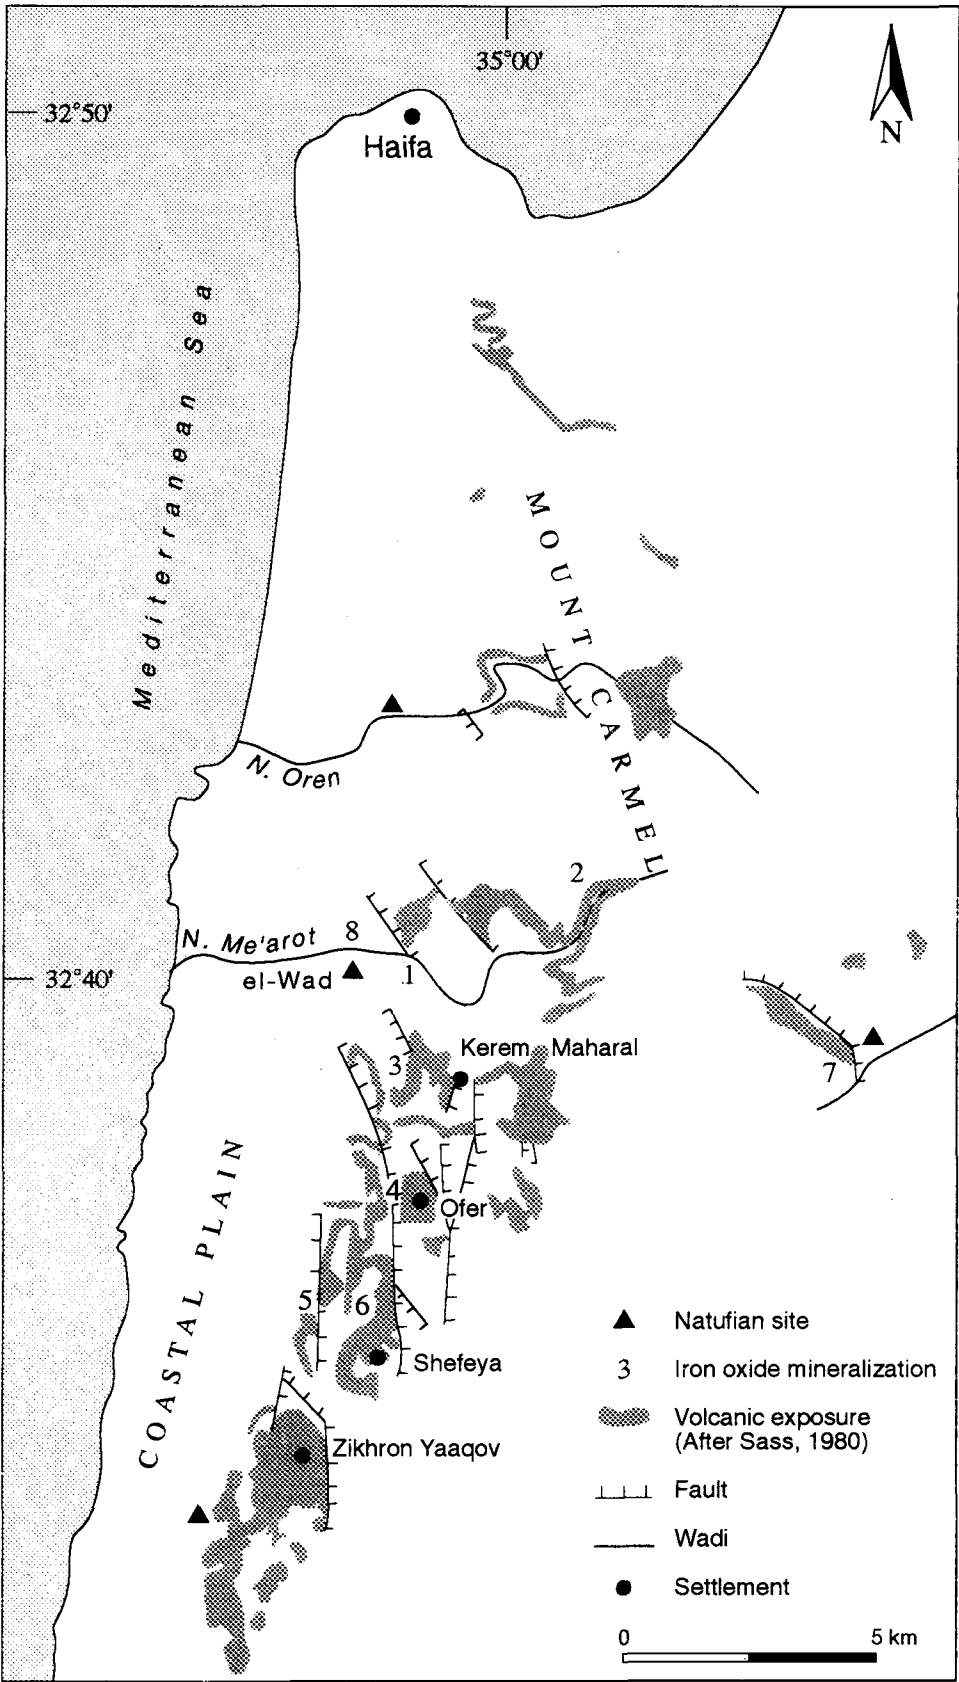 35°00'
32°50'
Haifa
N
Mediterranean Sea
MOUNT CARMEL
N. Oren
2
N. Me'arot
8
32°40'
el-Wad
1
3
Kerem Maharal
7
COASTAL PLAIN
4
Ofer
5
6
Shefeya
Zikhron Yaaqov
Natufian site
3 Iron oxide mineralization
Volcanic exposure
(After Sass, 1980)
Fault
Wadi
Settlement
0 5 km